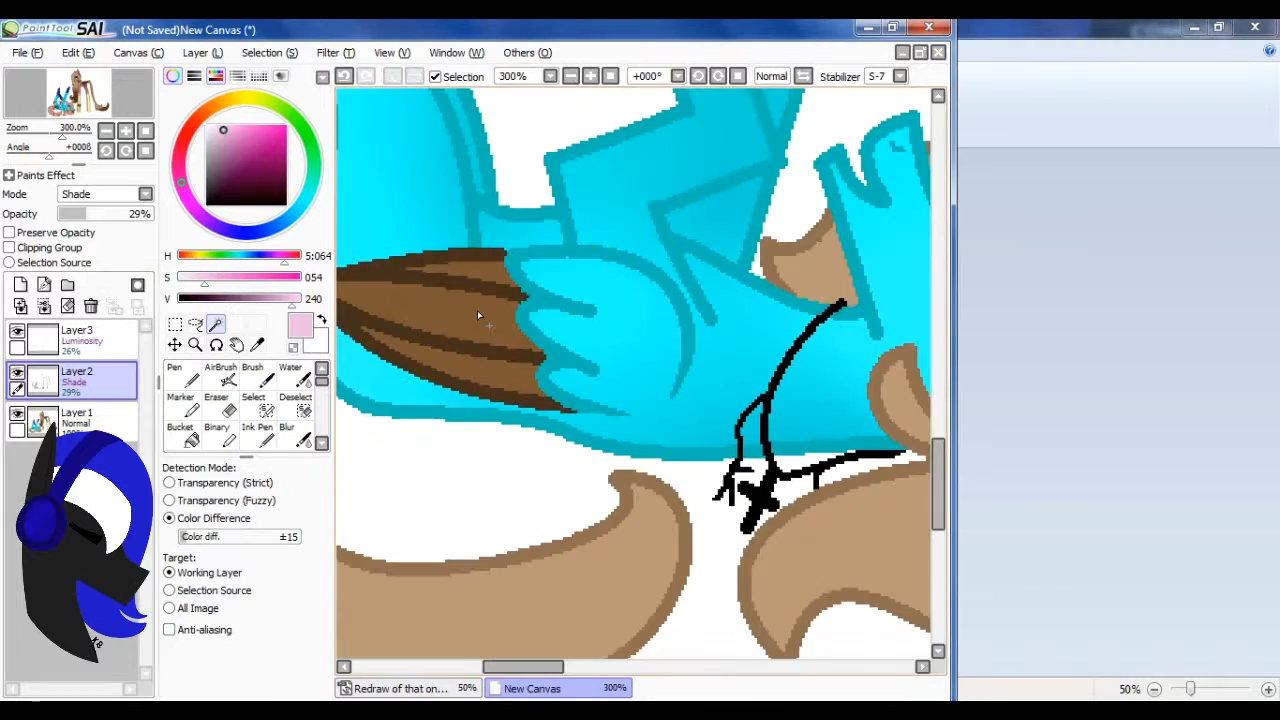 PaintTool SAI (Not Saved)New Canvas (*)
File (F) Edit (E) Canvas (C) Layer (L) Selection (S) Filter (T) View (V) Window (W) Others (O)
Selection 300% +000° Normal Stabilizer S-7
Zoom 300.0%
Angle +000ß
Paints Effect
Mode Shade
Opacity 29%
Preserve Opacity
Clipping Group
Selection Source
H 5:064
S 054
V 240
Layer3
Luminosity
26%
Layer2
Shade
29%
Layer1
Normal
Pen AirBrush Brush Water
Marker Eraser Select Deselect
Bucket Binary Ink Pen Blur
Detection Mode:
Transparency (Strict)
Transparency (Fuzzy)
Color Difference
Color diff. ±15
Target:
Working Layer
Selection Source
All Image
Anti-aliasing
Redraw of that on... 50% New Canvas 300%
50%